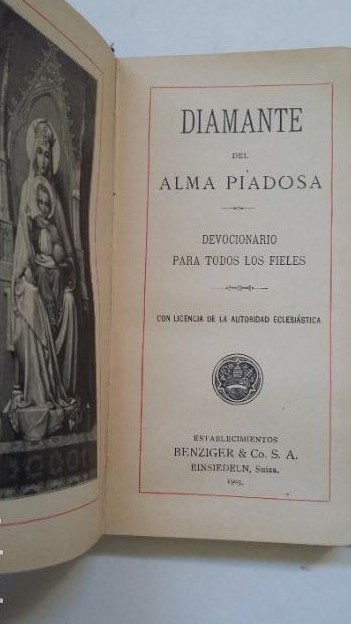 DIAMANTE
DEL
ALMA PIADOSA
DEVOCIONARIO
PARA TODOS LOS FIELES
CON LICENCIA DE LA AUTORIDAD ECLESIÁSTICA
ESTABLECIMIENTOS
BENZIGER & Co. S. A.
EINSIEDELN, Suiza.